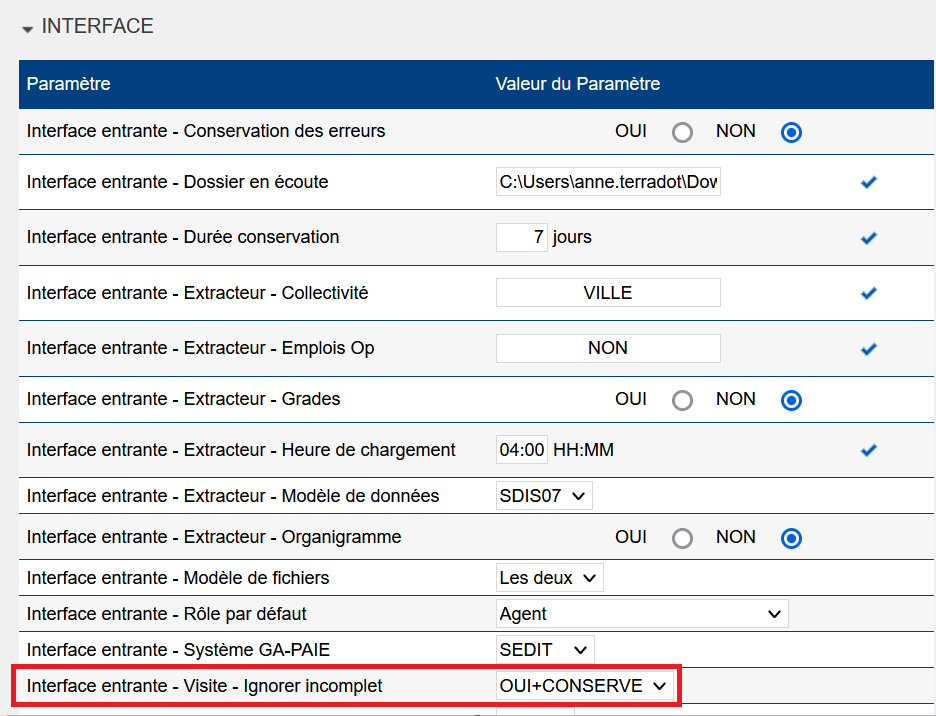 INTERFACE
Paramètre Valeur du Paramètre
Interface entrante - Conservation des erreurs OUI NON
Interface entrante - Dossier en écoute C:\Users\anne.terradot\Dow
Interface entrante - Durée conservation 7 jours
Interface entrante - Extracteur - Collectivité VILLE
Interface entrante - Extracteur - Emplois Op NON
Interface entrante - Extracteur - Grades OUI NON
Interface entrante - Extracteur - Heure de chargement 04:00 HH:MM
Interface entrante - Extracteur - Modèle de données SDIS07
Interface entrante - Extracteur - Organigramme OUI NON
Interface entrante - Modèle de fichiers Les deux
Interface entrante - Rôle par défaut Agent
Interface entrante - Système GA-PAIE SEDIT
Interface entrante - Visite - Ignorer incomplet OUI+CONSERVE